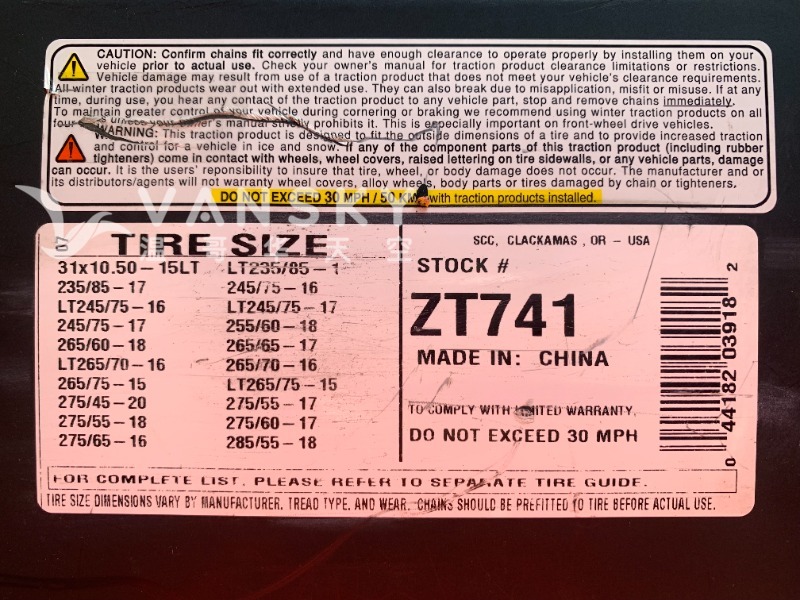 CAUTION: Confirm chains fit correctly and have enough clearance to operate properly by installing them on your
vehicle prior to actual use. Check your owner's manual for traction product clearance limitations or restrictions.
Vehicle damage may result from use of a traction product that does not meet your vehicle's clearance requirements.
All winter traction products wear out with extended use. They can also break due to misapplication, misfit or misuse. If at any
time, during use, you hear any contact of the traction product to any vehicle part, stop and remove chains immediately.
To maintain greater control of your vehicle during cornering or braking we recommend using winter traction products on all
four unless your owner's manual strictly prohibits it. This is especially important on front-wheel drive vehicles.
WARNING: This traction product is designed to fit the outside dimensions of a tire and to provide increased traction
and control for a vehicle in ice and snow. If any of the component parts of this traction product (including rubber
tighteners) come in contact with wheels, wheel covers, raised lettering on tire sidewalls, or any vehicle parts, damage
can occur. It is the users' reponsibility to ensure that tire, wheel, or body damage does not occur. The manufacturer and or
its distributors/agents will not warranty wheel covers, alloy wheels, body parts or tires damaged by chain or tighteners.
DO NOT EXCEED 30 MPH / 50 with traction products installed.
VANSKY
溫哥华天空
07
TIRE SIZE
31x10.50-15LT LT235/85-1
235/85-17 245/75-16
LT245/75-16 LT245/75-17
245/75-17 255/60-18
265/60-18 265/65-17
LT265/70-16 265/70-16
265/75-15 LT265/75-15
275/45-20 275/55-17
275/55-18 275/60-17
275/65-16 285/55-18
SCC, CLACKAMAS, OR - USA
STOCK #
ZT741
MADE IN: CHINA
TO COMPLY WITH LIMITED WARRANTY,
DO NOT EXCEED 30 MPH
0 44182 03918 2
FOR COMPLETE LIST, PLEASE REFER TO SEPARATE TIRE GUIDE.
TIRE SIZE DIMENSIONS VARY BY MANUFACTURER, TREAD TYPE, AND WEAR. CHAINS SHOULD BE PREFITTED TO TIRE BEFORE ACTUAL USE.